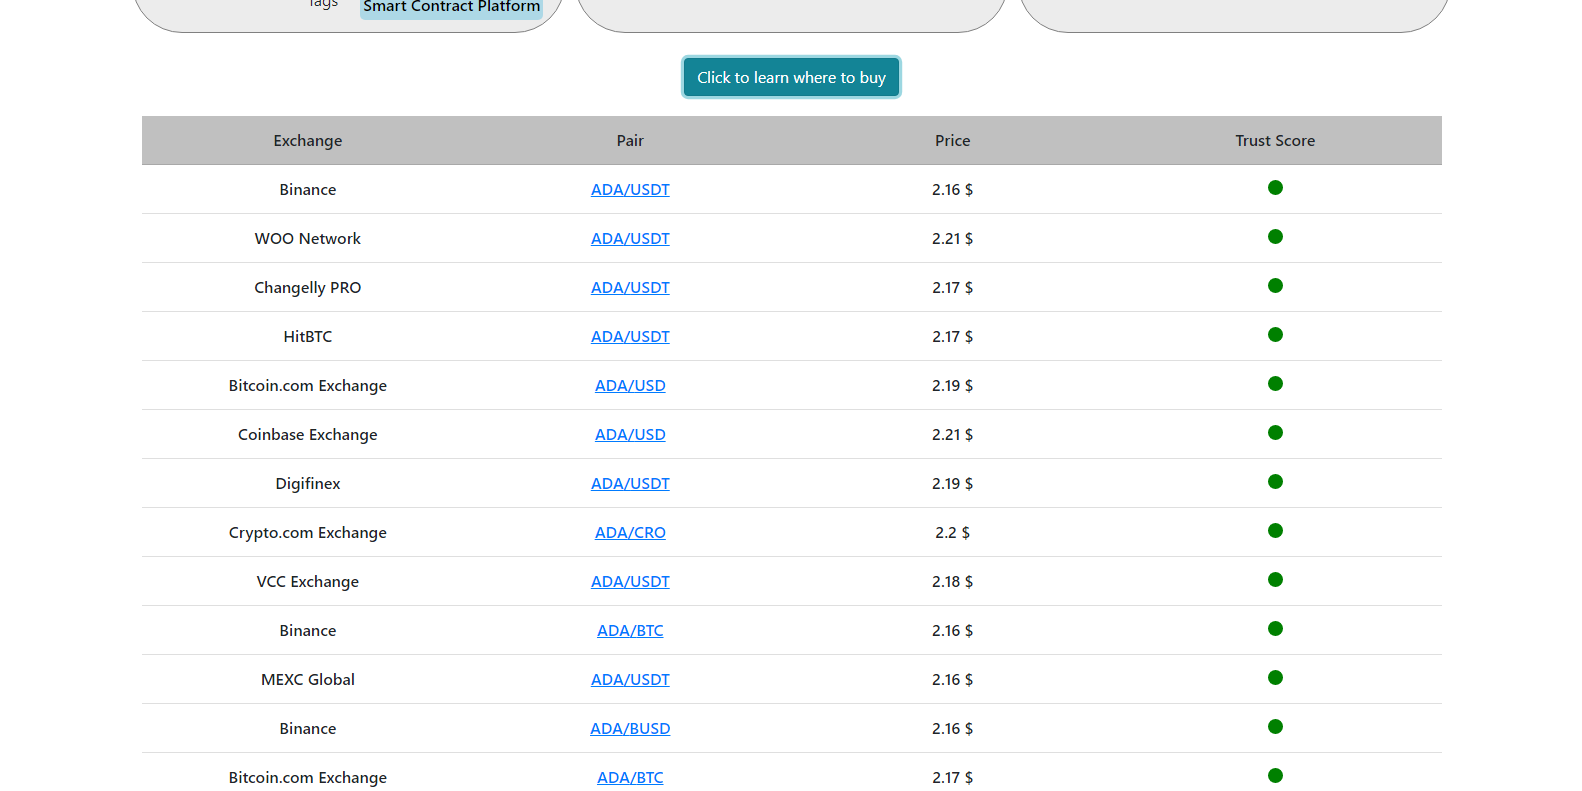 Tags Smart Contract Platform
Click to learn where to buy
Exchange Pair Price Trust Score
Binance ADA/USDT 2.16 $
WOO Network ADA/USDT 2.21 $
Changelly PRO ADA/USDT 2.17 $
HitBTC ADA/USDT 2.17 $
Bitcoin.com Exchange ADA/USD 2.19 $
Coinbase Exchange ADA/USD 2.21 $
Digifinex ADA/USDT 2.19 $
Crypto.com Exchange ADA/CRO 2.2 $
VCC Exchange ADA/USDT 2.18 $
Binance ADA/BTC 2.16 $
MEXC Global ADA/USDT 2.16 $
Binance ADA/BUSD 2.16 $
Bitcoin.com Exchange ADA/BTC 2.17 $